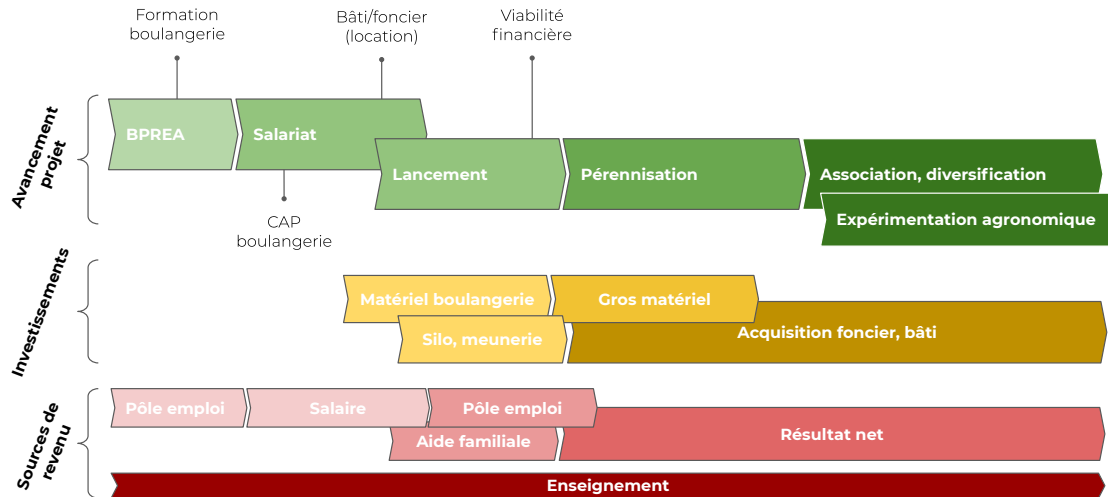 Formation
boulangerie
Bâti/foncier
(location)
Viabilité
financière
Avancement
projet
BPREA
Salariat
Lancement
Pérennisation
Association, diversification
Expérimentation agronomique
CAP
boulangerie
Investissements
Matériel boulangerie
Gros matériel
Silo, meunerie
Acquisition foncier, bâti
Sources de
revenu
Pôle emploi
Salaire
Pôle emploi
Aide familiale
Résultat net
Enseignement